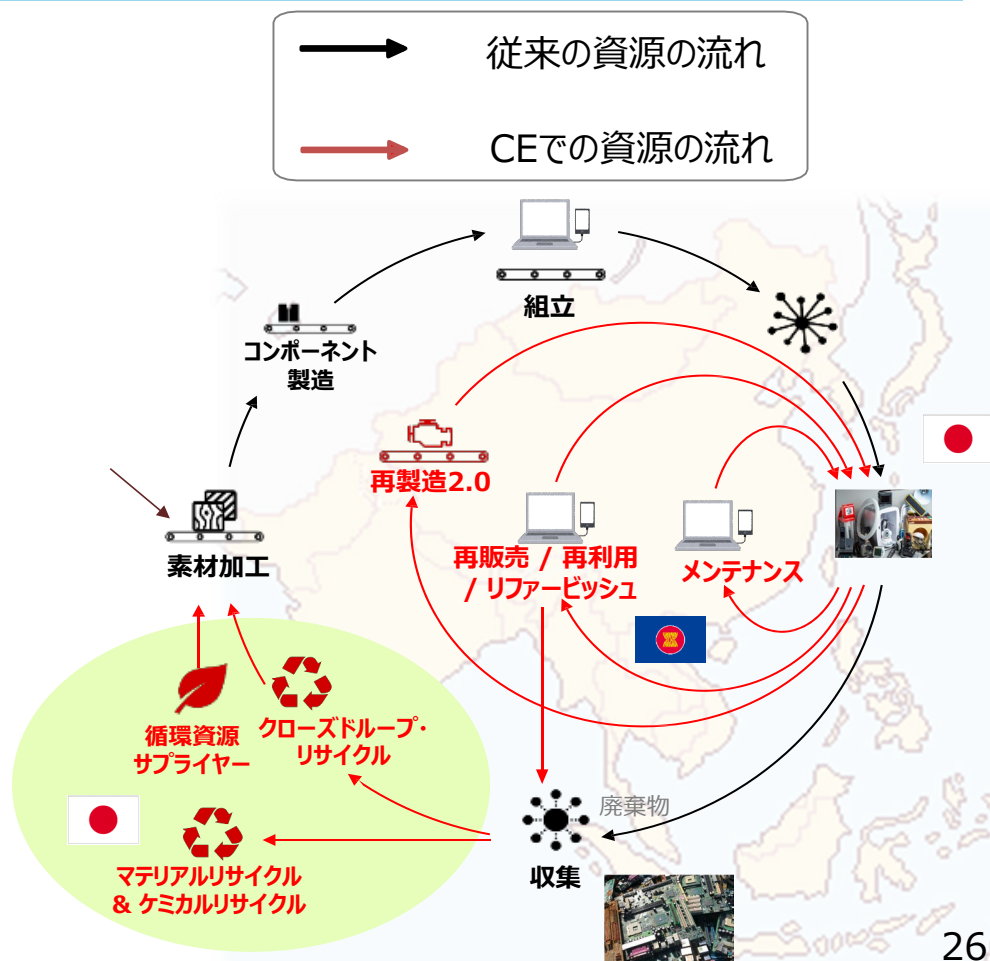 従来の資源の流れ
CEでの資源の流れ
組立
コンポーネント
製造
再製造2.0
素材加工
再販売 / 再利用
/ リファービッシュ
メンテナンス
循環資源
サプライヤー
クローズドループ・
リサイクル
廃棄物
収集
マテリアルリサイクル
& ケミカルリサイクル
26